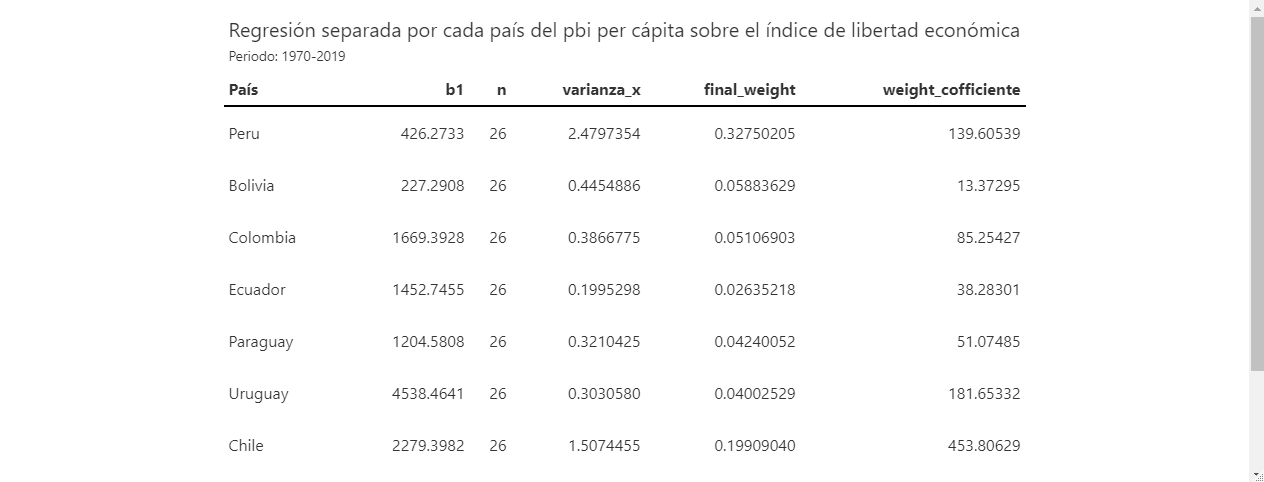 Regresión separada por cada país del pbi per cápita sobre el índice de libertad económica
Periodo: 1970-2019
País b1 n varianza_x final_weight weight_cofficiente
Peru 426.2733 26 2.4797354 0.32750205 139.60539
Bolivia 227.2908 26 0.4454886 0.05883629 13.37295
Colombia 1669.3928 26 0.3866775 0.05106903 85.25427
Ecuador 1452.7455 26 0.1995298 0.02635218 38.28301
Paraguay 1204.5808 26 0.3210425 0.04240052 51.07485
Uruguay 4538.4641 26 0.3030580 0.04002529 181.65332
Chile 2279.3982 26 1.5074455 0.19909040 453.80629